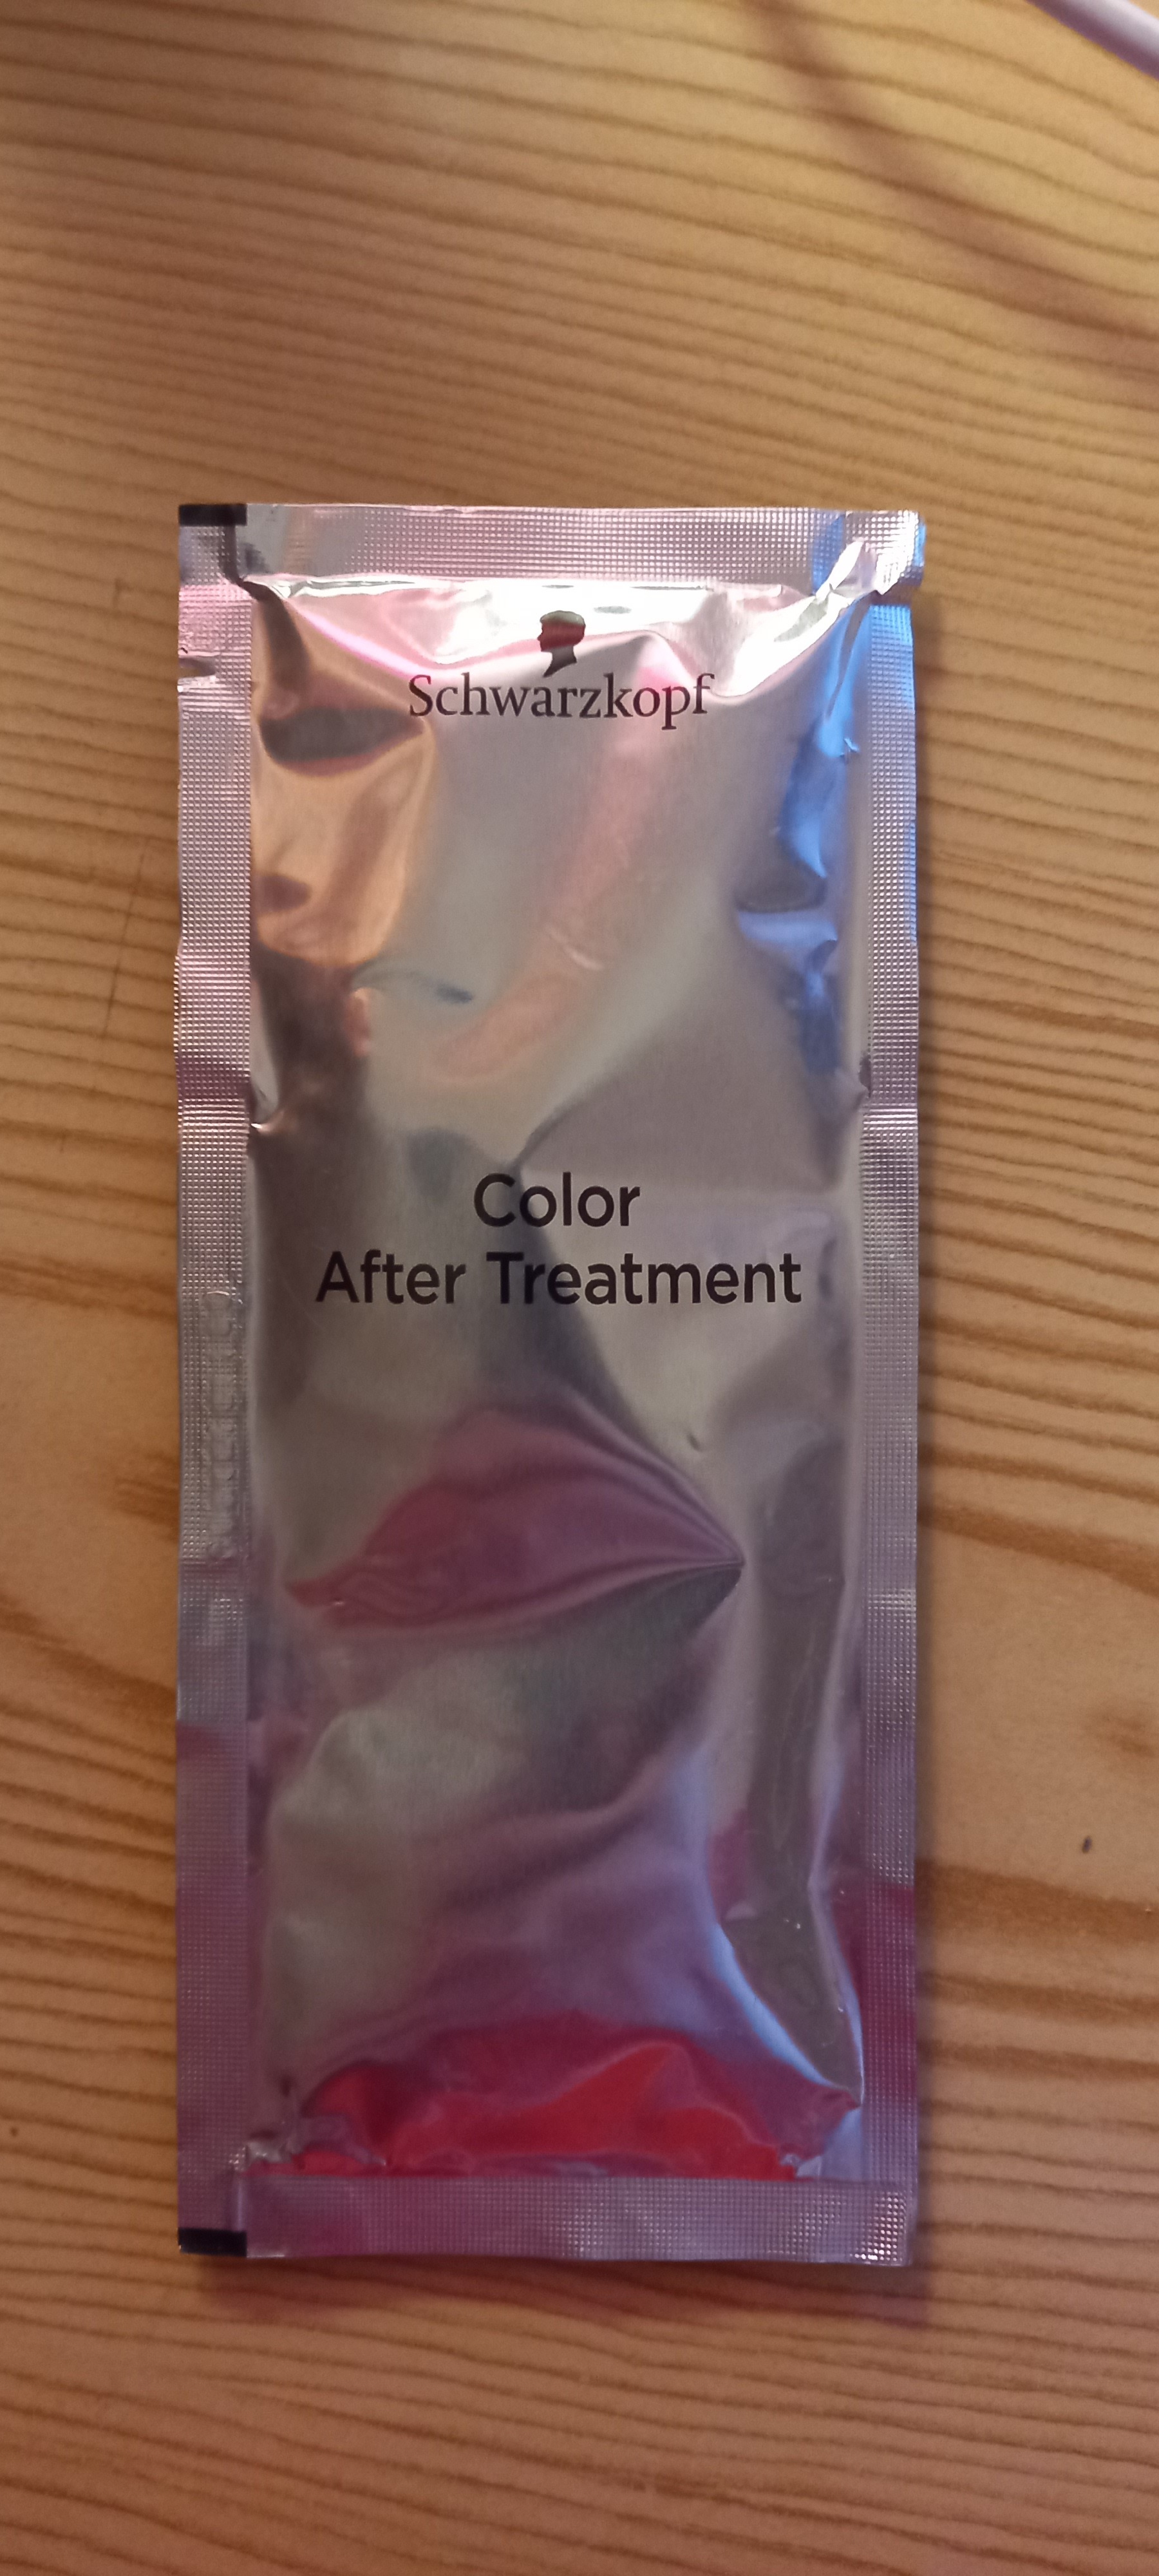 Schwarzkopf
Color
After Treatment